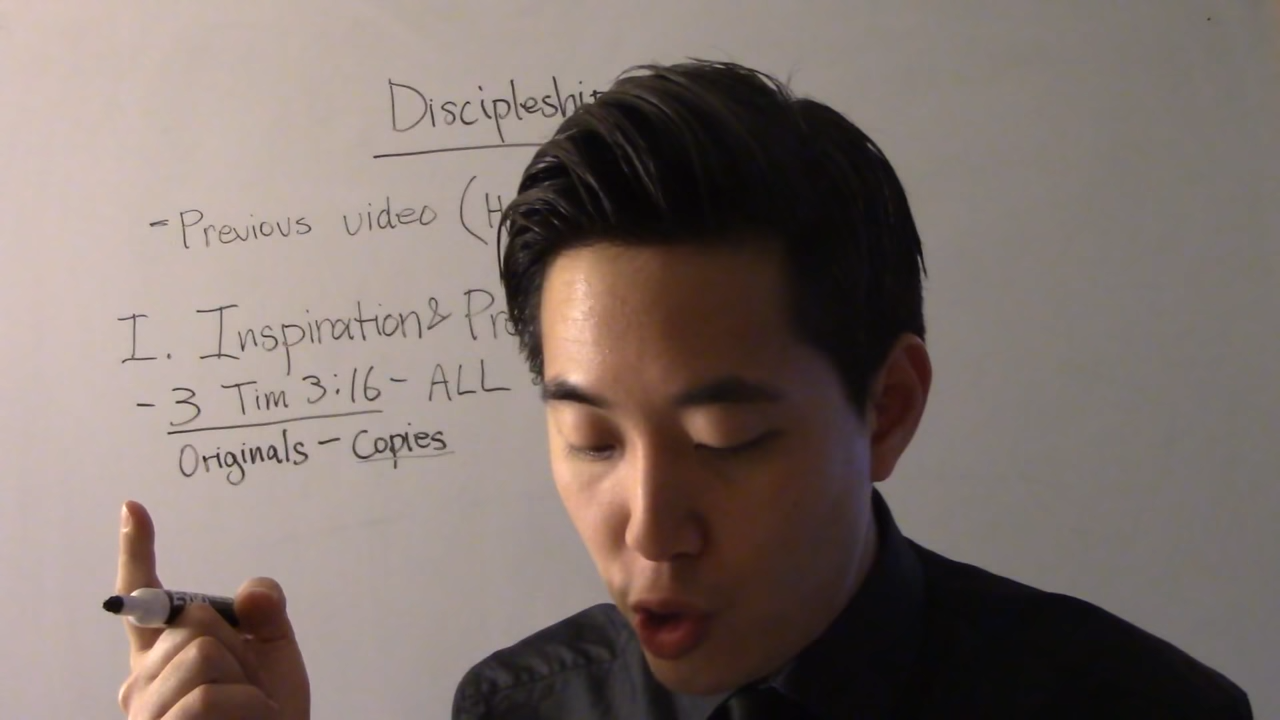 Discipleshi
- Previous video (H
I. Inspiration & Pr
- 3 Tim 3:16 - ALL
Originals - Copies